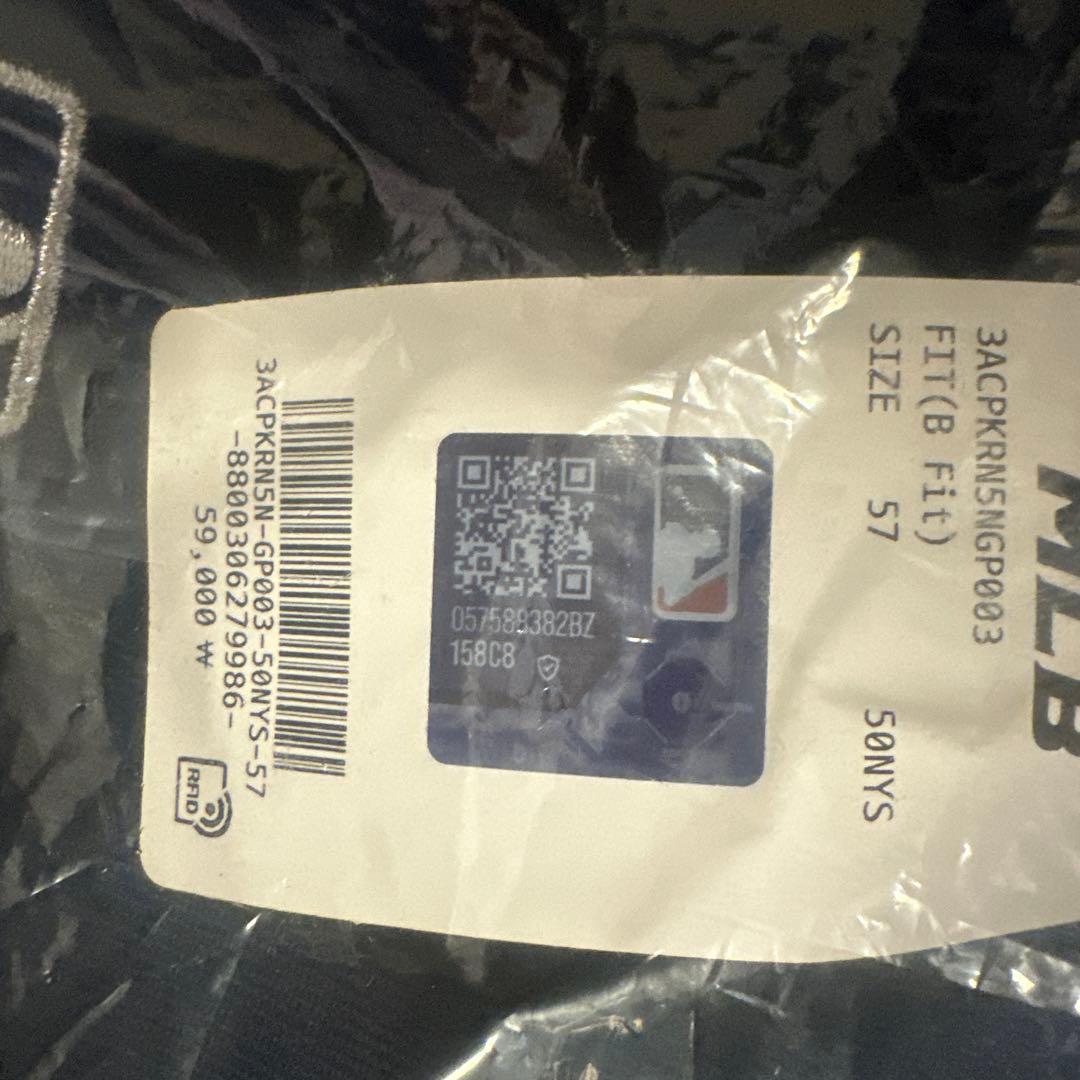 MLB
3ACPKRN5NGP003
FIT(B Fit)
SIZE 57 50NYS
057589382BZ
158C8
3ACPKRN5N-GP003-50NYS-57
-8800306279986-
59,000 ₩
RFID